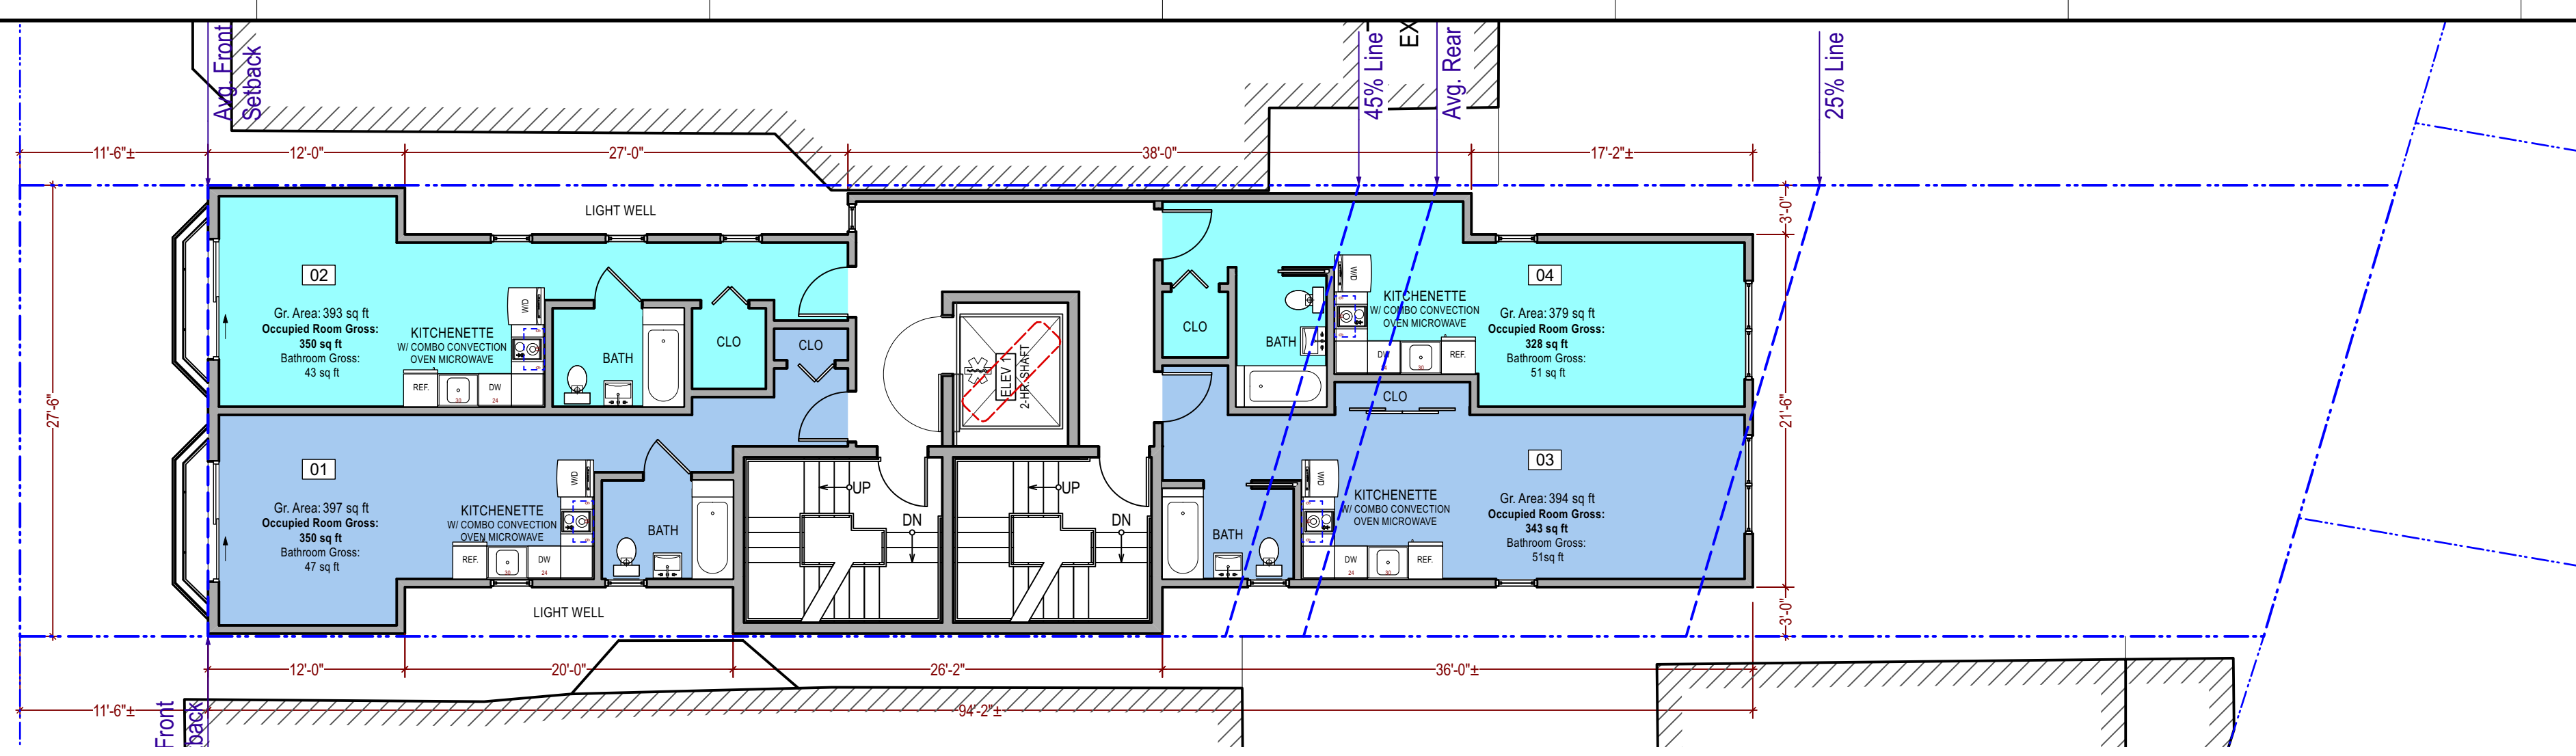 Avg. Front
Setback
45% Line
EX
Avg. Rear
25% Line
11'-6"±
12'-0"
27'-0"
38'-0"
17'-2"±
LIGHT WELL
3'-0"
02
Gr. Area: 393 sq ft
Occupied Room Gross:
350 sq ft
Bathroom Gross:
43 sq ft
KITCHENETTE
W/ COMBO CONVECTION
OVEN MICROWAVE
W/D
REF.
30
DW
24
BATH
CLO
CLO
ELEV 1
2-HR SHAFT
CLO
BATH
W/D
KITCHENETTE
W/ COMBO CONVECTION
OVEN MICROWAVE
DW
30
REF.
04
Gr. Area: 379 sq ft
Occupied Room Gross:
328 sq ft
Bathroom Gross:
51 sq ft
CLO
27'-6"
21'-6"
01
Gr. Area: 397 sq ft
Occupied Room Gross:
350 sq ft
Bathroom Gross:
47 sq ft
KITCHENETTE
W/ COMBO CONVECTION
OVEN MICROWAVE
W/D
REF.
30
DW
24
BATH
UP
DN
UP
DN
BATH
W/D
KITCHENETTE
W/ COMBO CONVECTION
OVEN MICROWAVE
DW
24
30
REF.
03
Gr. Area: 394 sq ft
Occupied Room Gross:
343 sq ft
Bathroom Gross:
51sq ft
LIGHT WELL
3'-0"
12'-0"
20'-0"
26'-2"
36'-0"±
11'-6"±
94'-2"±
Front
back